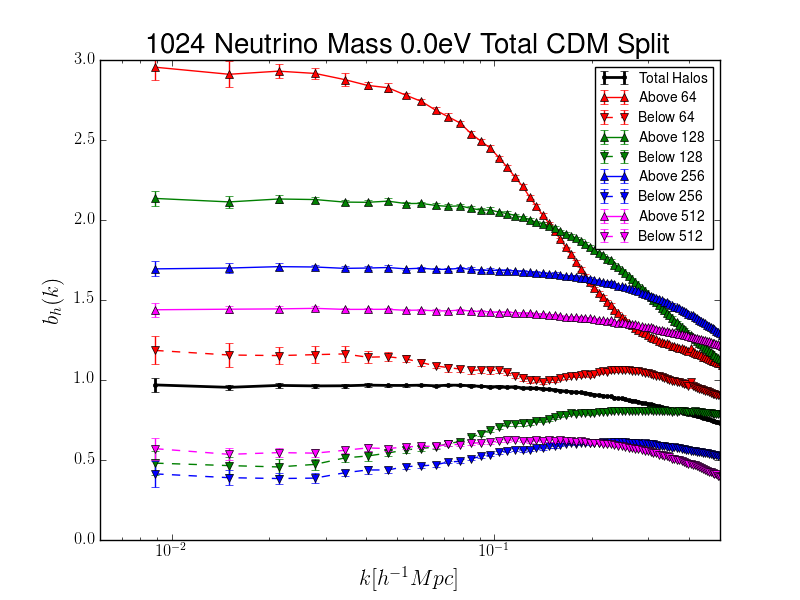 1024 Neutrino Mass 0.0eV Total CDM Split
3.0
2.5
2.0
1.5
1.0
0.5
0.0
b_h(k)
10^{-2}
10^{-1}
k[h^{-1}Mpc]
Total Halos
Above 64
Below 64
Above 128
Below 128
Above 256
Below 256
Above 512
Below 512